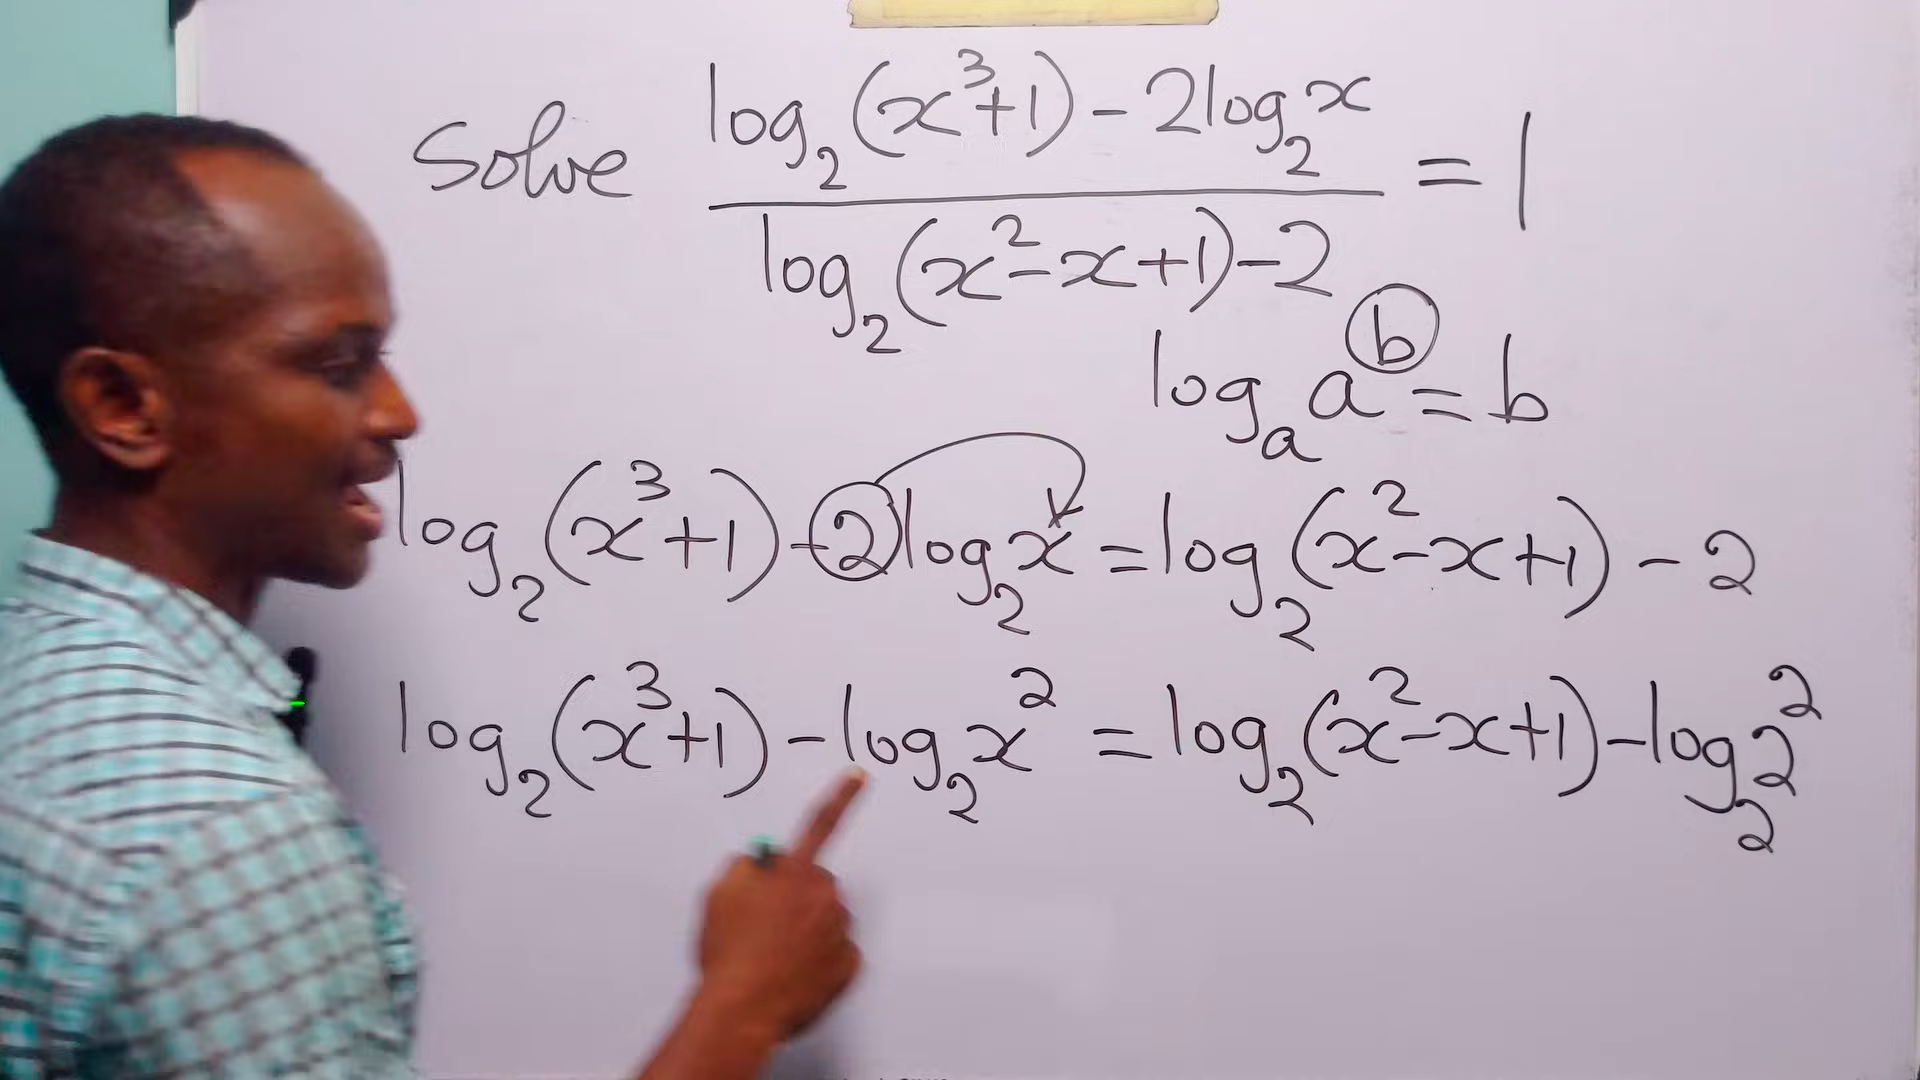 Solve (log₂(x³+1) - 2log₂x) / (log₂(x²-x+1) - 2) = 1
logₐa^b = b
log₂(x³+1) - 2log₂x = log₂(x²-x+1) - 2
log₂(x³+1) - log₂x² = log₂(x²-x+1) - log₂2²